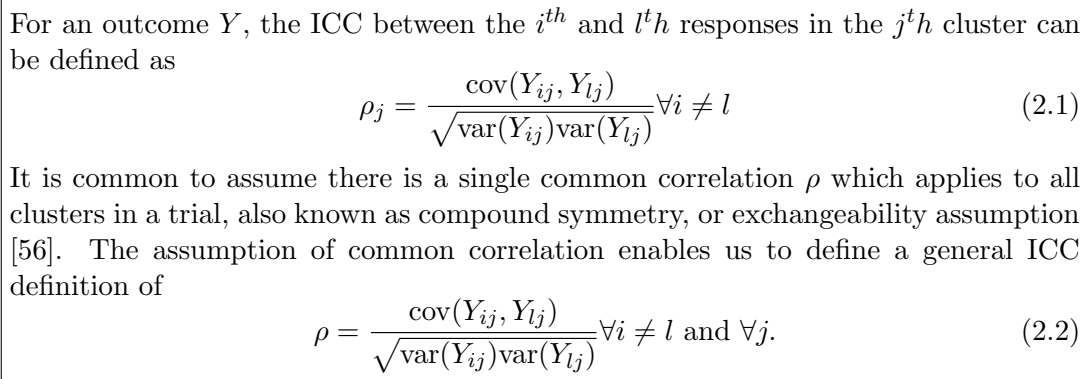 For an outcome Y, the ICC between the i^{th} and l^th responses in the j^th cluster can
be defined as
ρ_j = \frac{cov(Y_{ij}, Y_{lj})}{\sqrt{var(Y_{ij})var(Y_{lj})}} ∀i ≠ l (2.1)
It is common to assume there is a single common correlation ρ which applies to all
clusters in a trial, also known as compound symmetry, or exchangeability assumption
[56]. The assumption of common correlation enables us to define a general ICC
definition of
ρ = \frac{cov(Y_{ij}, Y_{lj})}{\sqrt{var(Y_{ij})var(Y_{lj})}} ∀i ≠ l and ∀j. (2.2)